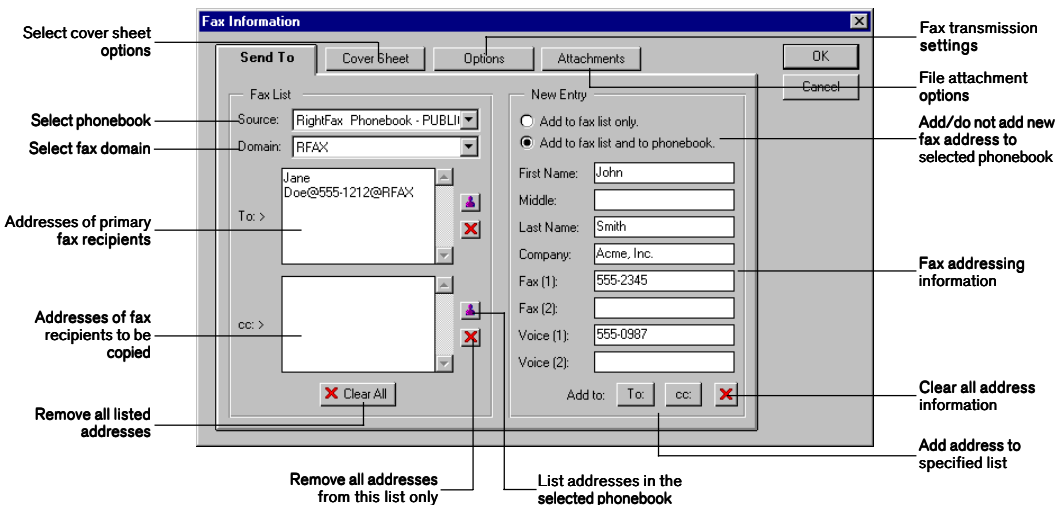 Fax Information
Select cover sheet
options
Fax transmission
settings
Send To
Cover Sheet
Options
Attachments
OK
Cancel
File attachment
options
Fax List
New Entry
Select phonebook
Source:
RightFax Phonebook - PUBLI
Add to fax list only.
Add/do not add new
fax address to
selected phonebook
Select fax domain
Domain:
RFAX
Add to fax list and to phonebook.
Jane
Doe@555-1212@RFAX
To: >
Addresses of primary
fax recipients
First Name:
John
Middle:
Last Name:
Smith
Company:
Acme, Inc.
Fax (1):
555-2345
Fax addressing
information
Fax (2):
Voice (1):
555-0987
Voice (2):
cc: >
Addresses of fax
recipients to be
copied
Clear All
Add to:
To:
cc:
Clear all address
information
Remove all listed
addresses
Add address to
specified list
Remove all addresses
from this list only
List addresses in the
selected phonebook